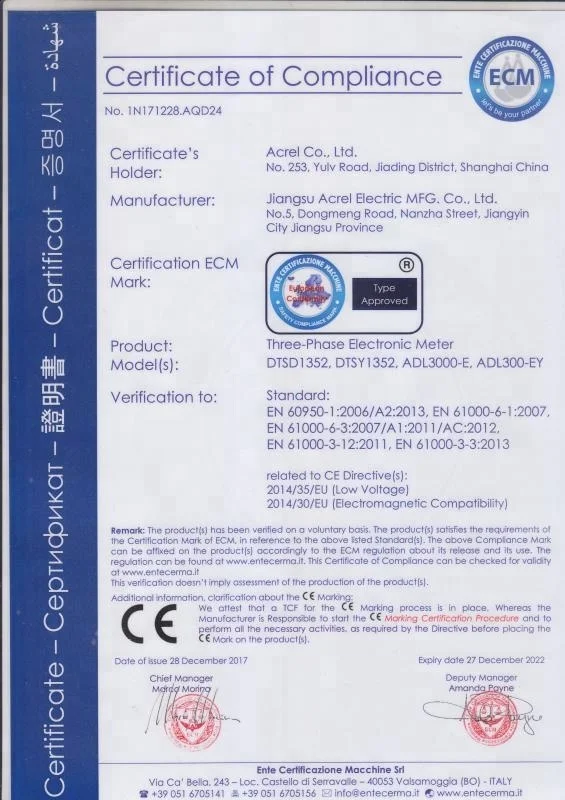 Certificate – Сертификат – 證明書 – Certificat – 증명서 – شهادة
Certificate of Compliance
ENTE CERTIFICAZIONE MACCHINE
ECM
let's be your partner
No. 1N171228.AQD24
Certificate's Holder:
Acrel Co., Ltd.
No. 253, Yulv Road, Jiading District, Shanghai China
Manufacturer:
Jiangsu Acrel Electric MFG. Co., Ltd.
No.5, Dongmeng Road, Nanzha Street, Jiangyin
City Jiangsu Province
Certification ECM
Mark:
ENTE CERTIFICAZIONE MACCHINE
European
Conformity
SAFETY COMPLIANCE MARK
®
Type
Approved
Product:
Three-Phase Electronic Meter
Model(s):
DTSD1352, DTSY1352, ADL3000-E, ADL300-EY
Verification to:
Standard:
EN 60950-1:2006/A2:2013, EN 61000-6-1:2007,
EN 61000-6-3:2007/A1:2011/AC:2012,
EN 61000-3-12:2011, EN 61000-3-3:2013
related to CE Directive(s):
2014/35/EU (Low Voltage)
2014/30/EU (Electromagnetic Compatibility)
Remark: The product(s) has been verified on a voluntary basis. The product(s) satisfies the requirements of
the Certification Mark of ECM, in reference to the above listed Standard(s). The above Compliance Mark
can be affixed on the product(s) accordingly to the ECM regulation about its release and its use. The
regulation can be found at www.entecerma.it. This Certificate of Compliance can be checked for validity
at www.entecerma.it
This verification doesn't imply assessment of the production of the product(s).
Additional information, clarification about the CE Marking:
CE
We attest that a TCF for the CE Marking process is in place. Whereas the
Manufacturer is Responsible to start the CE Marking Certification Procedure and to
perform all the necessary activities, as required by the Directive before placing the
CE Mark on the product(s).
Date of issue 28 December 2017
Expiry date 27 December 2022
Chief Manager
Marco Morina
Deputy Manager
Amanda Payne
Ente Certificazione Macchine Srl
Via Ca' Bella, 243 – Loc. Castello di Serravalle – 40053 Valsamoggia (BO) - ITALY
☎ +39 051 6705141 +39 051 6705156 ✉ info@entecerma.it www.entecerma.it